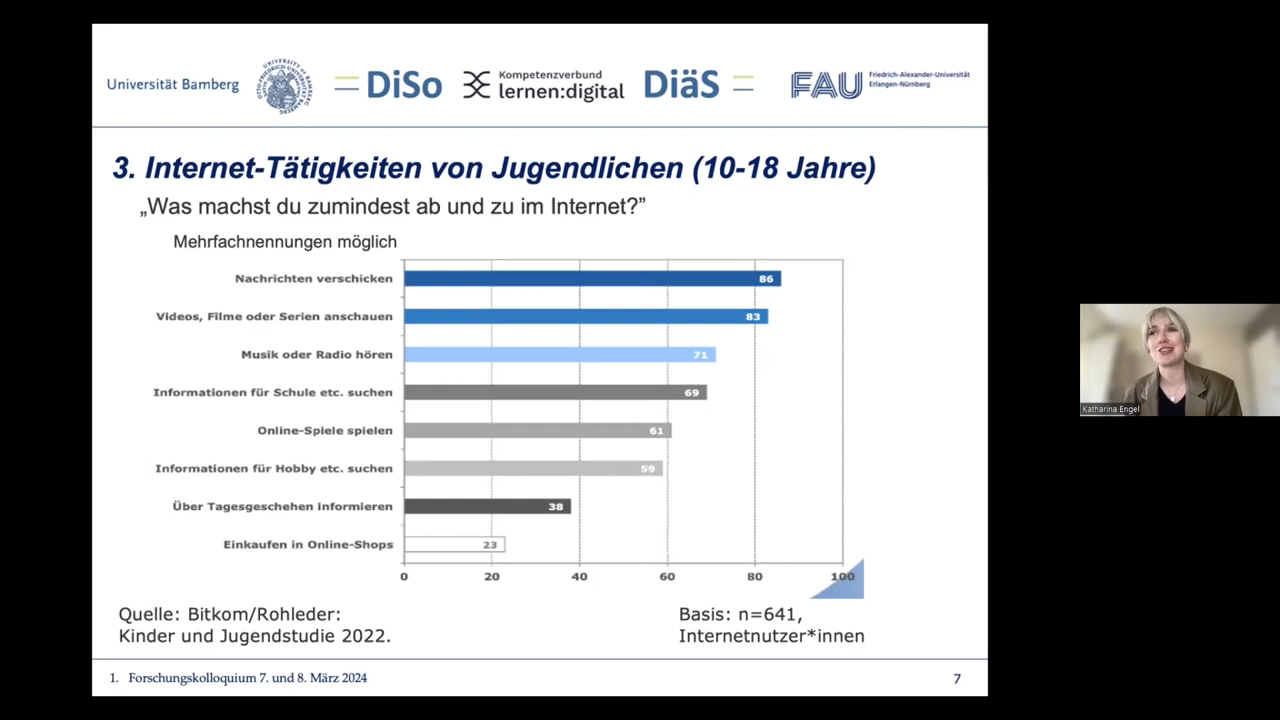 Universität Bamberg
DiSo
Kompetenzverbund
lernen:digital
DiäS
FAU
Friedrich-Alexander-Universität
Erlangen-Nürnberg
3. Internet-Tätigkeiten von Jugendlichen (10-18 Jahre)
„Was machst du zumindest ab und zu im Internet?”
Mehrfachnennungen möglich
Nachrichten verschicken 86
Videos, Filme oder Serien anschauen 83
Musik oder Radio hören 71
Informationen für Schule etc. suchen 69
Online-Spiele spielen 61
Informationen für Hobby etc. suchen 59
Über Tagesgeschehen informieren 38
Einkaufen in Online-Shops 23
0 20 40 60 80 100
Quelle: Bitkom/Rohleder:
Kinder und Jugendstudie 2022.
Basis: n=641,
Internetnutzer*innen
1. Forschungskolloquium 7. und 8. März 2024
7
Katharina Engel